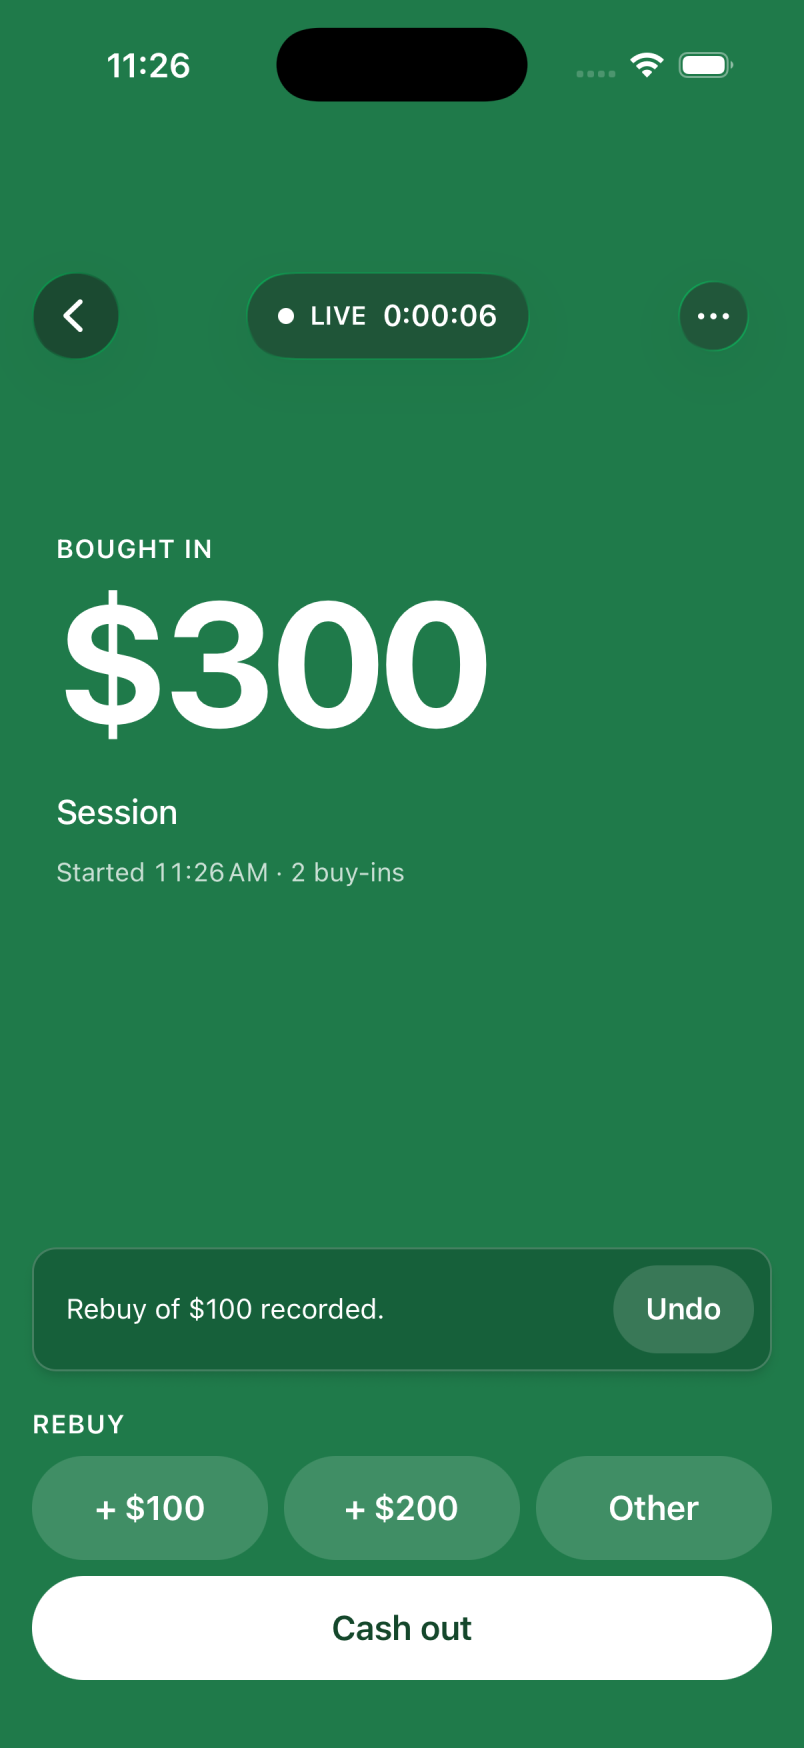 11:26
LIVE 0:00:06
BOUGHT IN
$300
Session
Started 11:26 AM · 2 buy-ins
Rebuy of $100 recorded.
Undo
REBUY
+ $100
+ $200
Other
Cash out